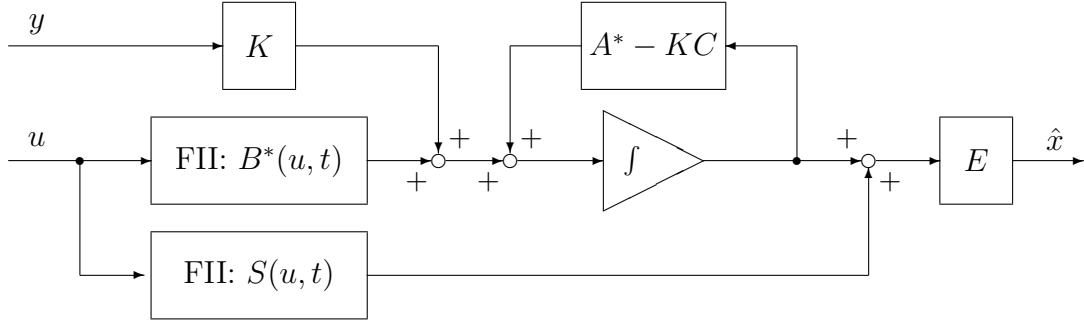 y
K
A* − KC
+ +
u
FII: B*(u, t)
+ +
∫
+
+
E
x̂
FII: S(u, t)